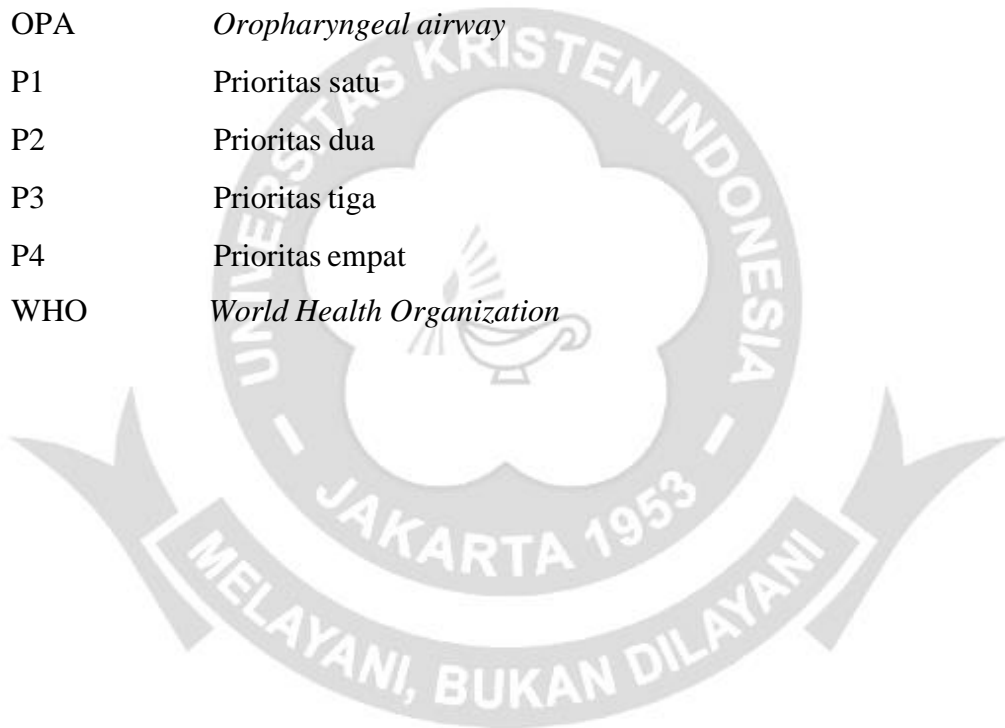 OPA Oropharyngeal airway
P1 Prioritas satu
P2 Prioritas dua
P3 Prioritas tiga
P4 Prioritas empat
WHO World Health Organization
UNIVERSITAS KRISTEN INDONESIA
- JAKARTA 1953 -
MELAYANI, BUKAN DILAYANI